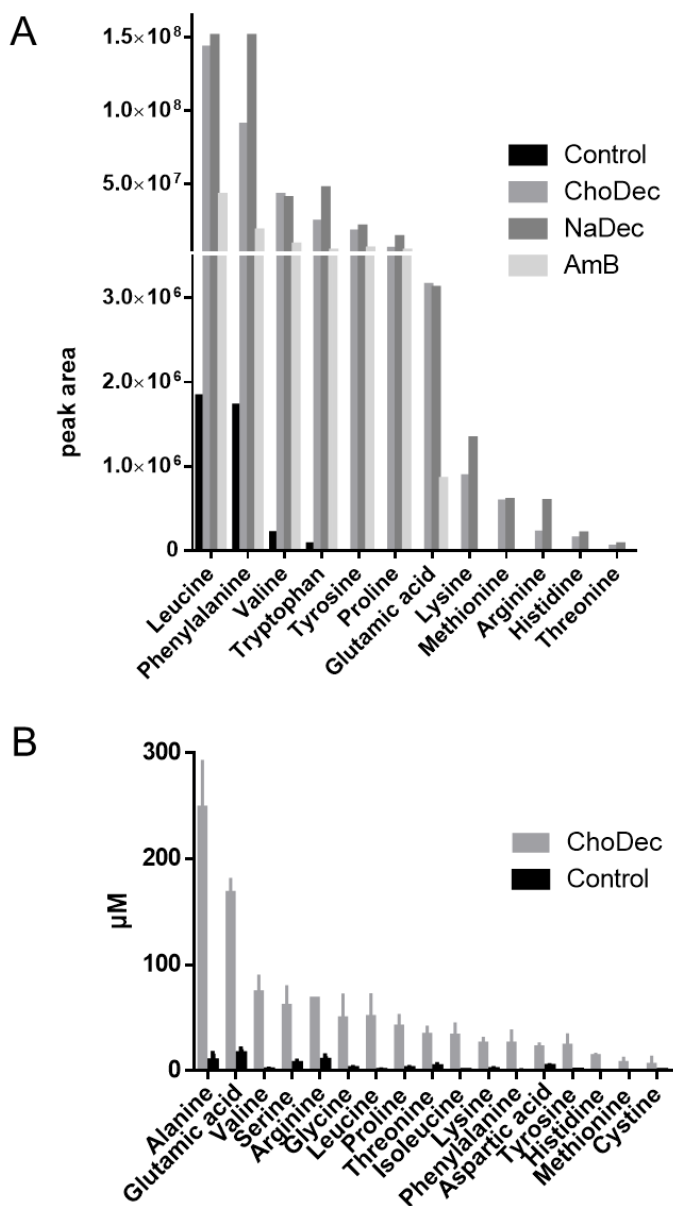 A
1.5× 10⁸
1.0× 10⁸
5.0× 10⁷
3.0× 10⁶
2.0× 10⁶
1.0× 10⁶
0
peak area
Control
ChoDec
NaDec
AmB
Leucine
Phenylalanine
Valine
Tryptophan
Tyrosine
Proline
Glutamic acid
Lysine
Methionine
Arginine
Histidine
Threonine
B
300
200
100
0
µM
ChoDec
Control
Alanine
Glutamic acid
Valine
Serine
Arginine
Glycine
Leucine
Proline
Threonine
Isoleucine
Lysine
Phenylalanine
Aspartic acid
Tyrosine
Histidine
Methionine
Cystine